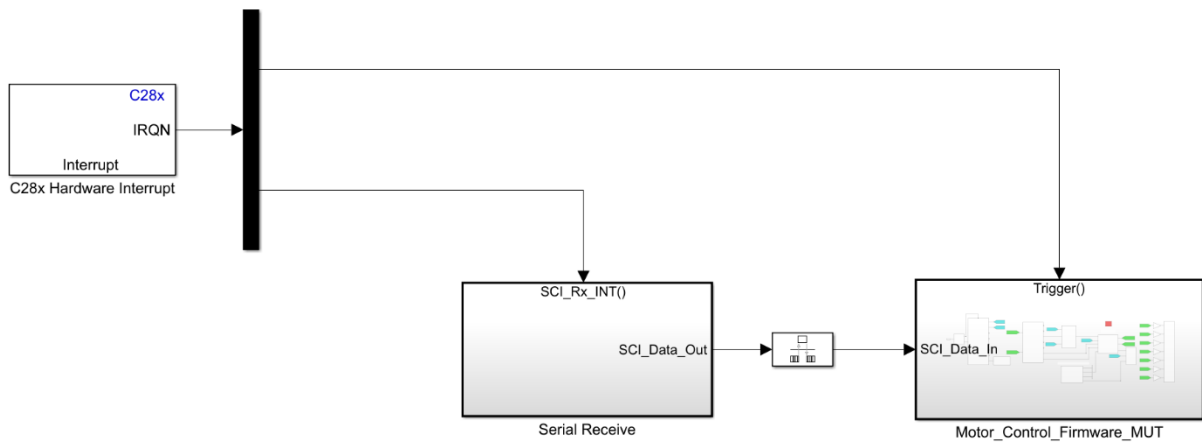 C28x
IRQN
Interrupt
C28x Hardware Interrupt
SCI_Rx_INT()
SCI_Data_Out
Serial Receive
Trigger()
SCI_Data_In
Motor_Control_Firmware_MUT